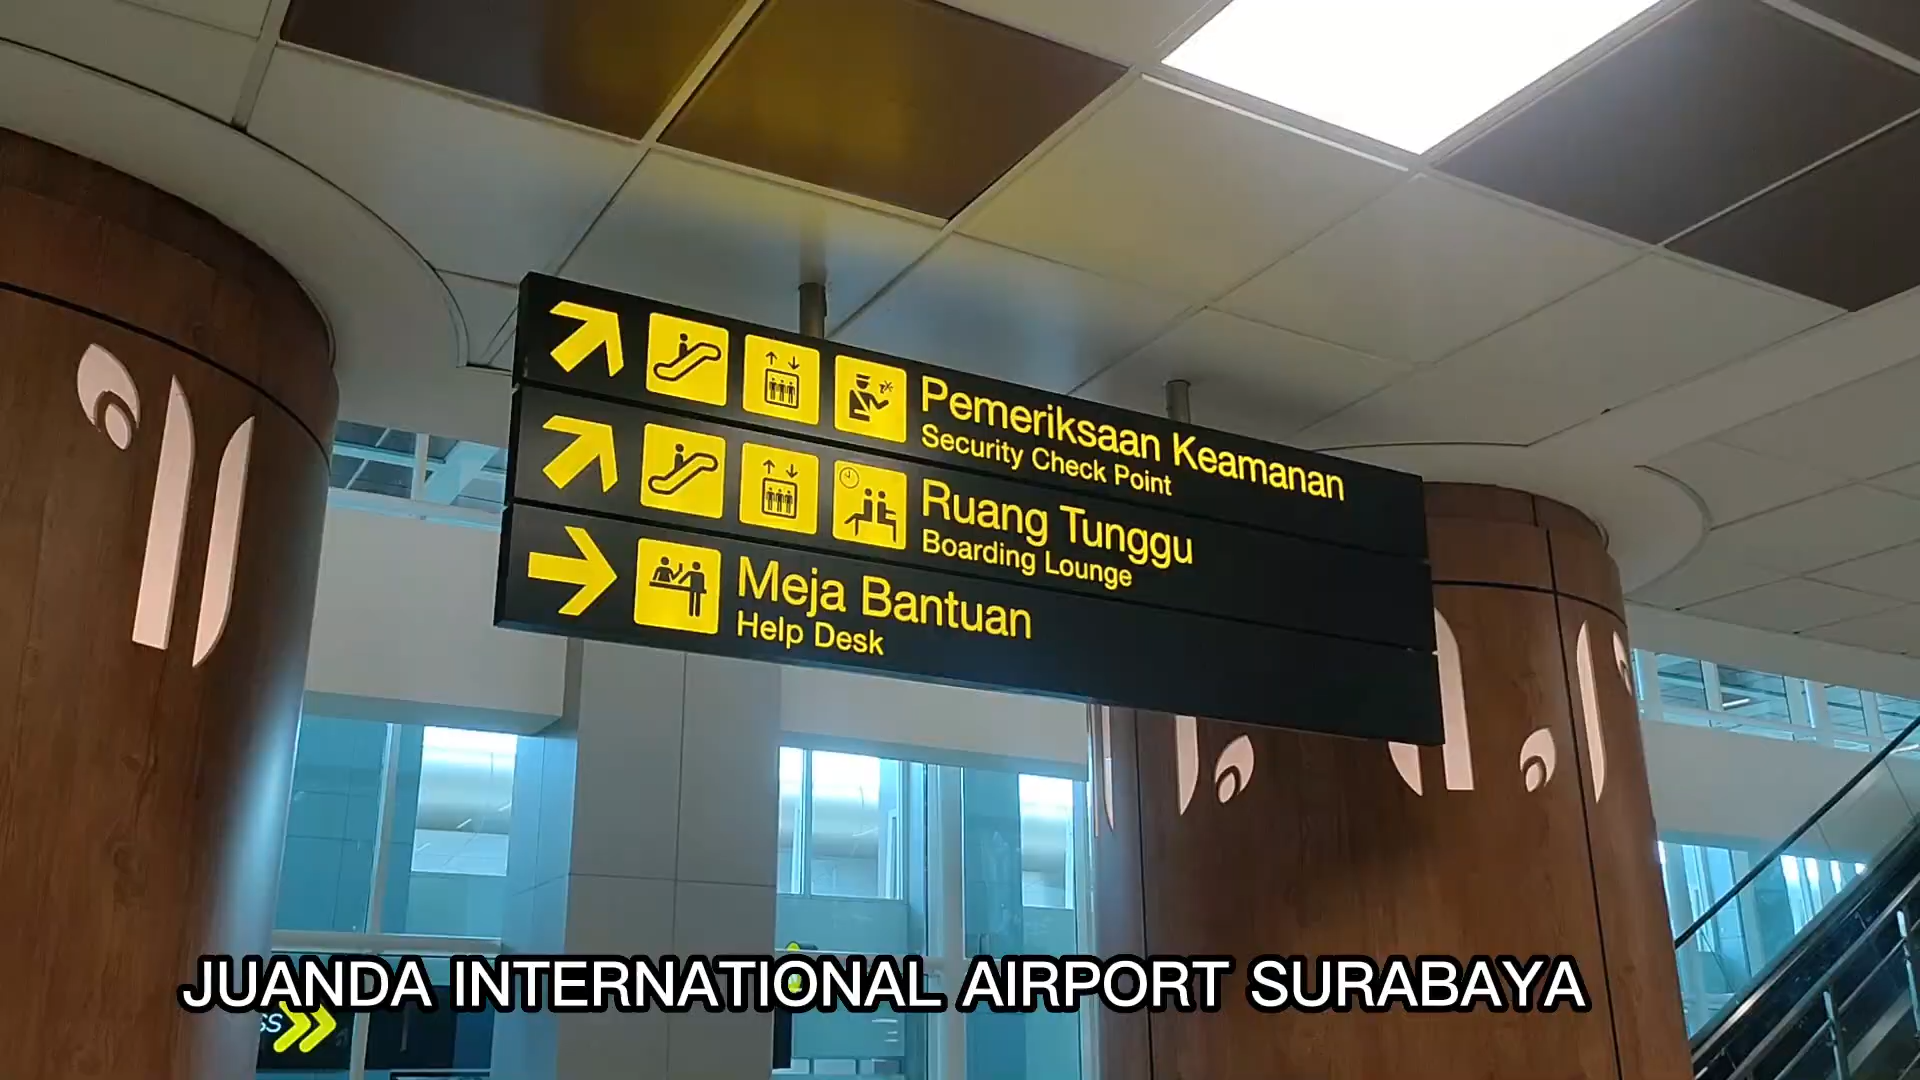 Pemeriksaan Keamanan
Security Check Point
Ruang Tunggu
Boarding Lounge
Meja Bantuan
Help Desk
JUANDA INTERNATIONAL AIRPORT SURABAYA